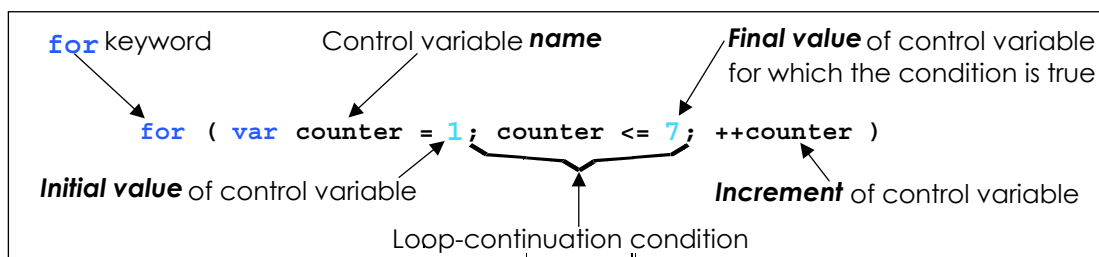 for keyword
Control variable name
Final value of control variable
for which the condition is true
for ( var counter = 1; counter <= 7; ++counter )
Initial value of control variable
Increment of control variable
Loop-continuation condition